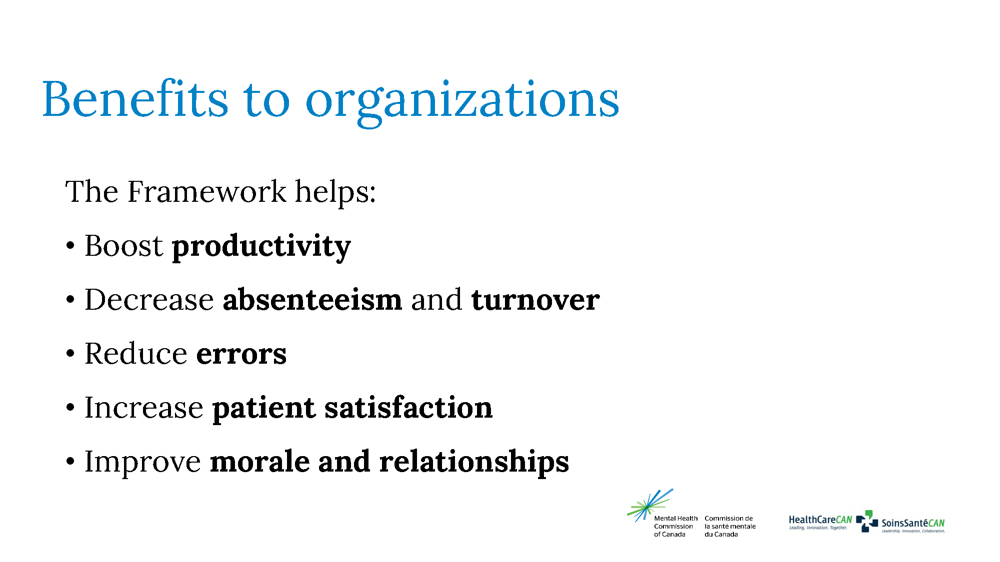 Benefits to organizations
The Framework helps:
• Boost productivity
• Decrease absenteeism and turnover
• Reduce errors
• Increase patient satisfaction
• Improve morale and relationships
Mental Health Commission of Canada
Commission de la santé mentale du Canada
HealthCareCAN
Leading. Innovation. Together.
SoinsSantéCAN
Leadership. Innovation. Collaboration.